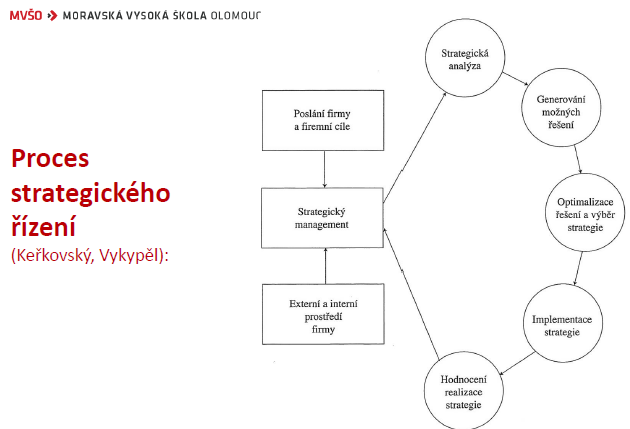 MVŠO MORAVSKÁ VYSOKÁ ŠKOLA OLOMOUC
Proces
strategického
řízení
(Keřkovský, Vykypěl):
Poslání firmy
a firemní cíle
Strategický
management
Externí a interní
prostředí
firmy
Strategická
analýza
Generování
možných
řešení
Optimalizace
řešení a výběr
strategie
Implementace
strategie
Hodnocení
realizace
strategie